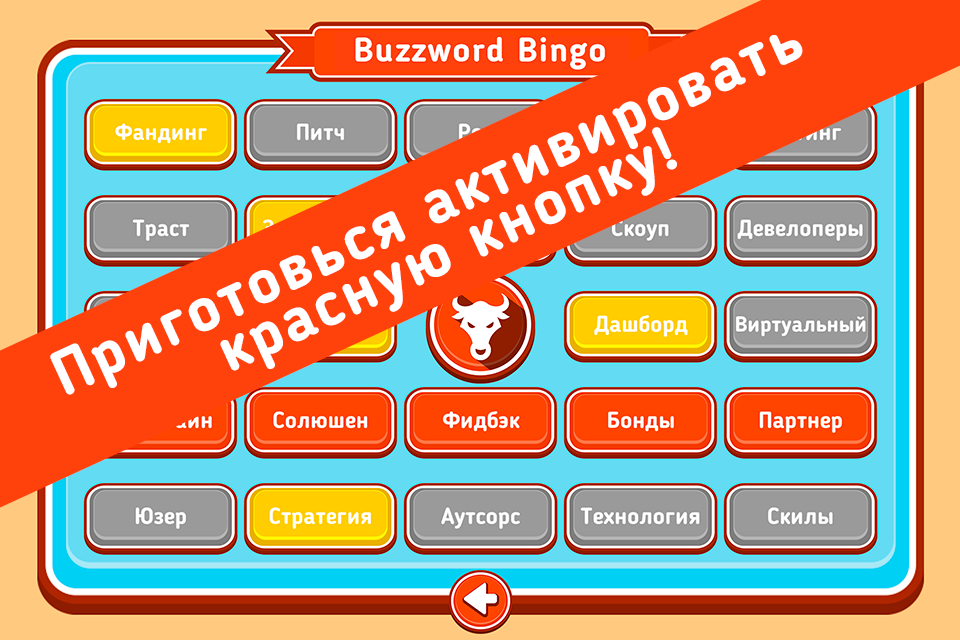 Buzzword Bingo
Приготовься активировать
красную кнопку!
Фандинг
Питч
Траст
Скоуп
Девелоперы
Дашборд
Виртуальный
Солюшен
Фидбэк
Бонды
Партнер
Юзер
Стратегия
Аутсорс
Технология
Скилы